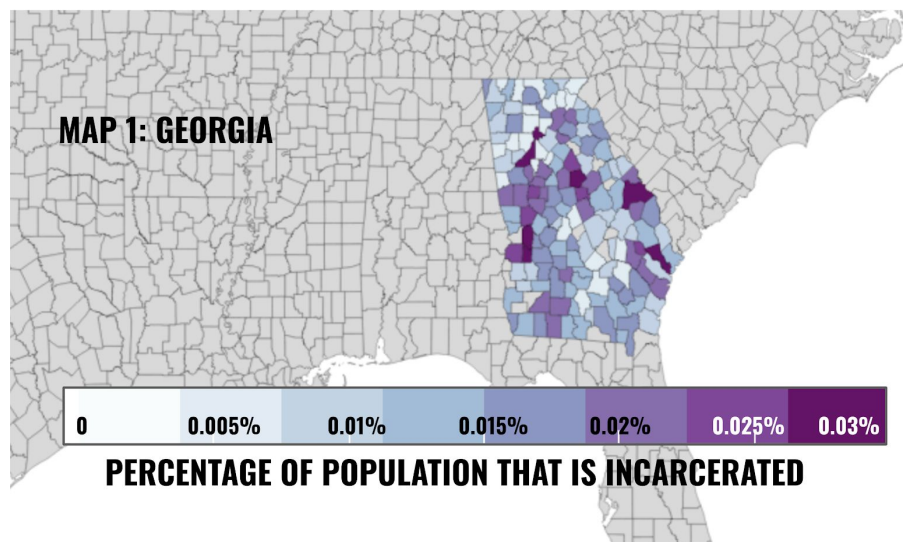 MAP 1: GEORGIA
0 0.005% 0.01% 0.015% 0.02% 0.025% 0.03%
PERCENTAGE OF POPULATION THAT IS INCARCERATED